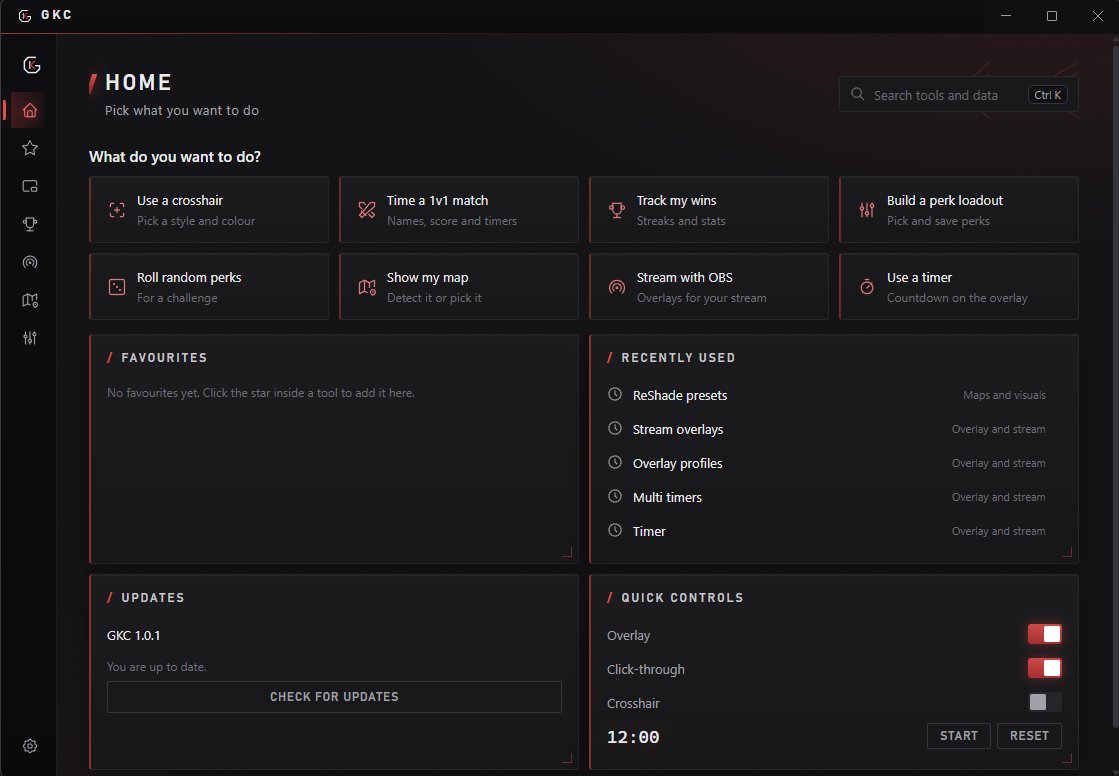 GKC
HOME
Pick what you want to do
Search tools and data
Ctrl K
What do you want to do?
Use a crosshair
Pick a style and colour
Time a 1v1 match
Names, score and timers
Track my wins
Streaks and stats
Build a perk loadout
Pick and save perks
Roll random perks
For a challenge
Show my map
Detect it or pick it
Stream with OBS
Overlays for your stream
Use a timer
Countdown on the overlay
/ FAVOURITES
No favourites yet. Click the star inside a tool to add it here.
/ RECENTLY USED
ReShade presets Maps and visuals
Stream overlays Overlay and stream
Overlay profiles Overlay and stream
Multi timers Overlay and stream
Timer Overlay and stream
/ UPDATES
GKC 1.0.1
You are up to date.
CHECK FOR UPDATES
/ QUICK CONTROLS
Overlay
Click-through
Crosshair
12:00 START RESET